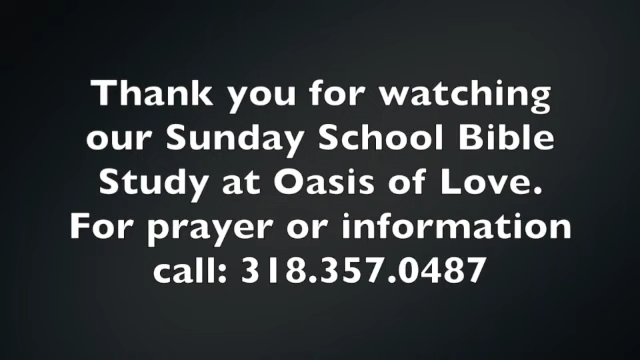 Thank you for watching
our Sunday School Bible
Study at Oasis of Love.
For prayer or information
call: 318.357.0487